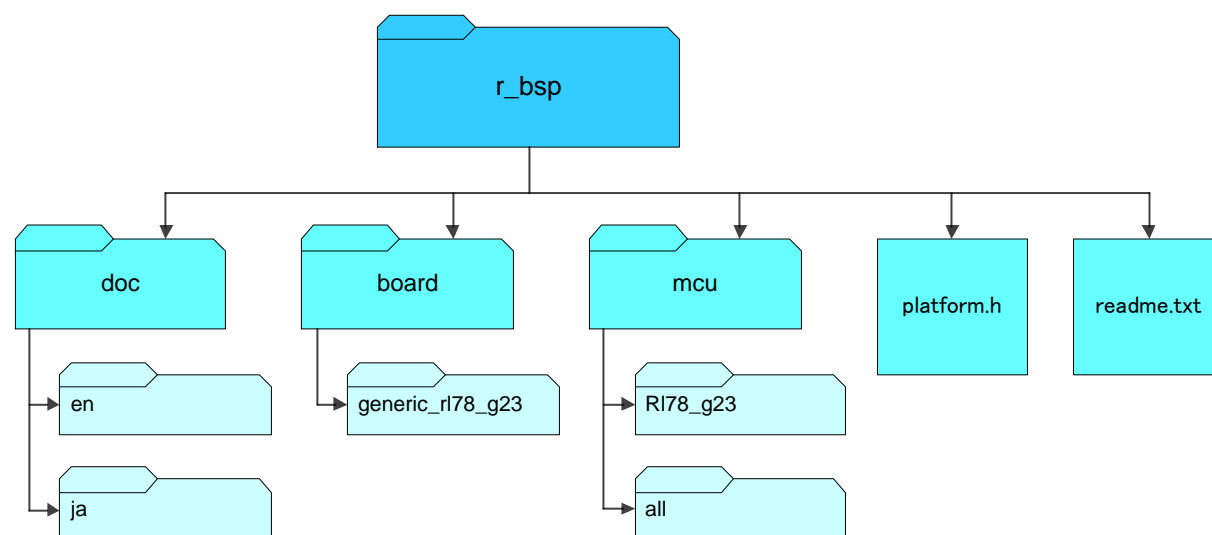 r_bsp
doc
board
mcu
platform.h
readme.txt
en
generic_rl78_g23
Rl78_g23
ja
all